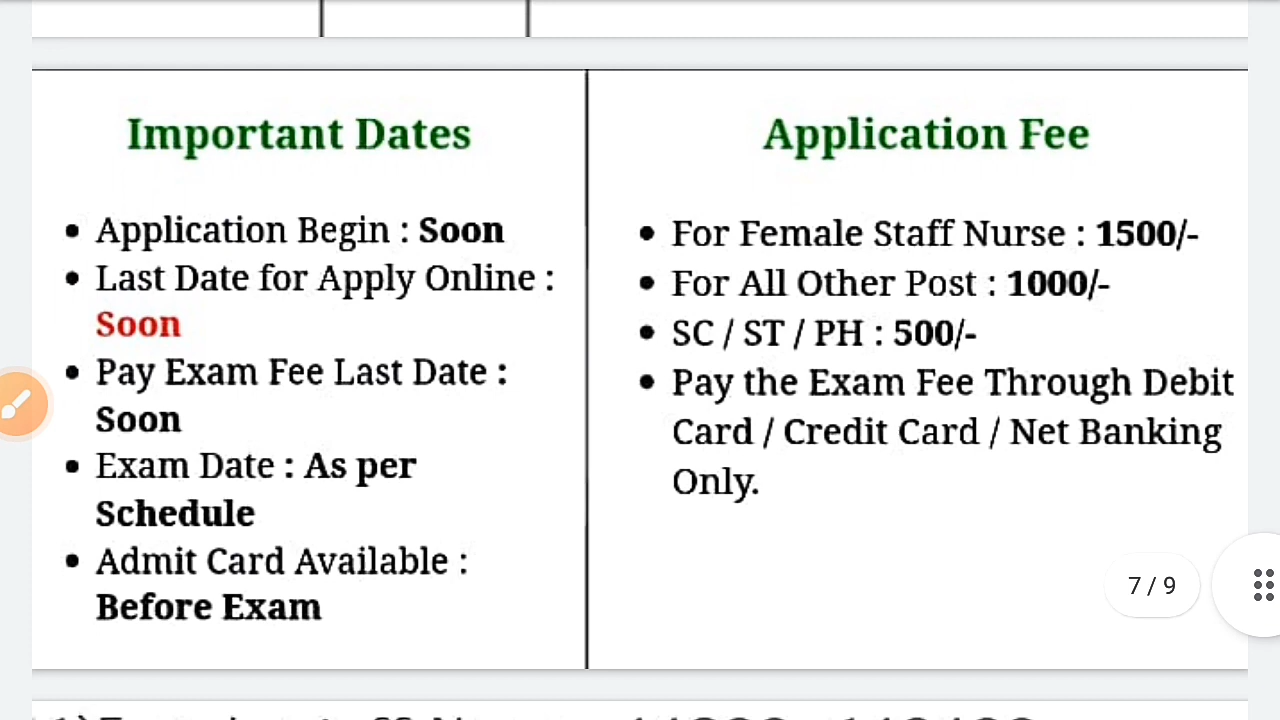 Important Dates
• Application Begin : Soon
• Last Date for Apply Online :
Soon
• Pay Exam Fee Last Date :
Soon
• Exam Date : As per
Schedule
• Admit Card Available :
Before Exam
Application Fee
• For Female Staff Nurse : 1500/-
• For All Other Post : 1000/-
• SC / ST / PH : 500/-
• Pay the Exam Fee Through Debit
Card / Credit Card / Net Banking
Only.
7 / 9